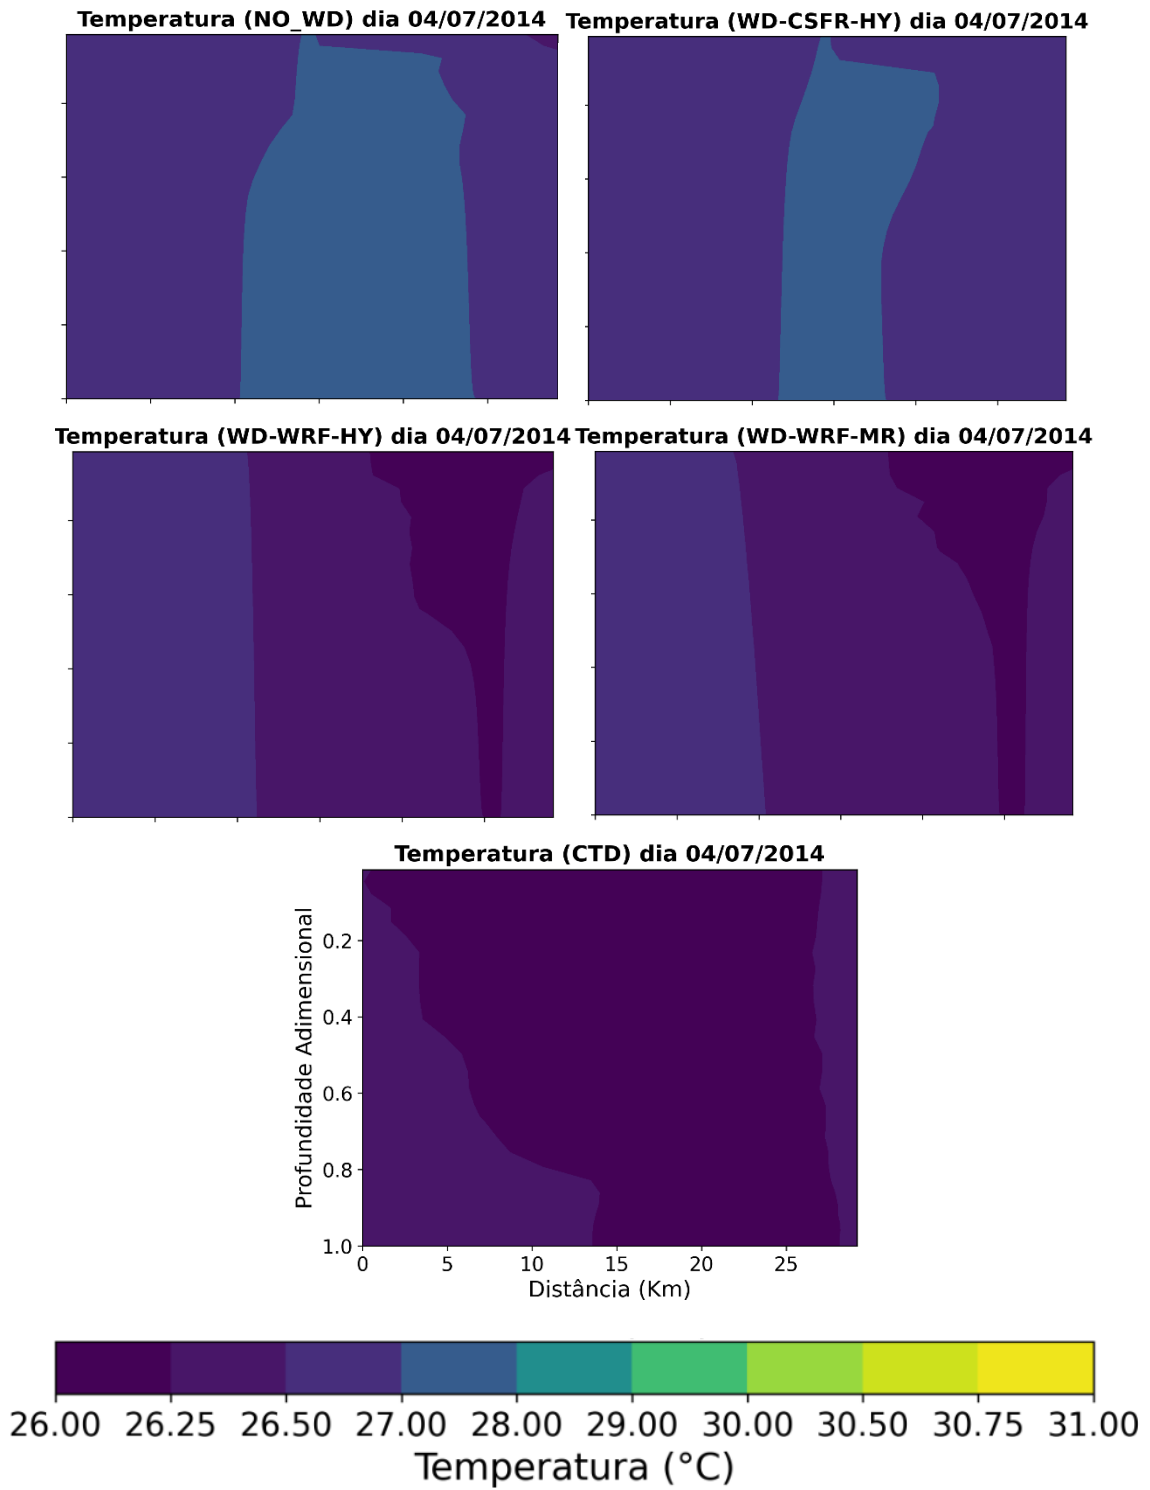 Temperatura (NO_WD) dia 04/07/2014
Temperatura (WD-CSFR-HY) dia 04/07/2014
Temperatura (WD-WRF-HY) dia 04/07/2014
Temperatura (WD-WRF-MR) dia 04/07/2014
Temperatura (CTD) dia 04/07/2014
Profundidade Adimensional
0.2
0.4
0.6
0.8
1.0
0 5 10 15 20 25
Distância (Km)
26.00 26.25 26.50 27.00 28.00 29.00 30.00 30.50 30.75 31.00
Temperatura (°C)